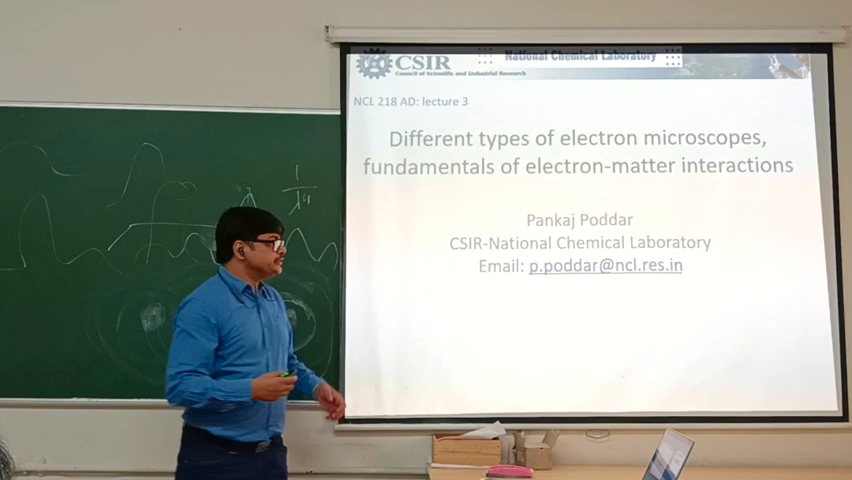 CSIR
Council of Scientific and Industrial Research
National Chemical Laboratory
NCL 218 AD: lecture 3
Different types of electron microscopes,
fundamentals of electron-matter interactions
Pankaj Poddar
CSIR-National Chemical Laboratory
Email: p.poddar@ncl.res.in